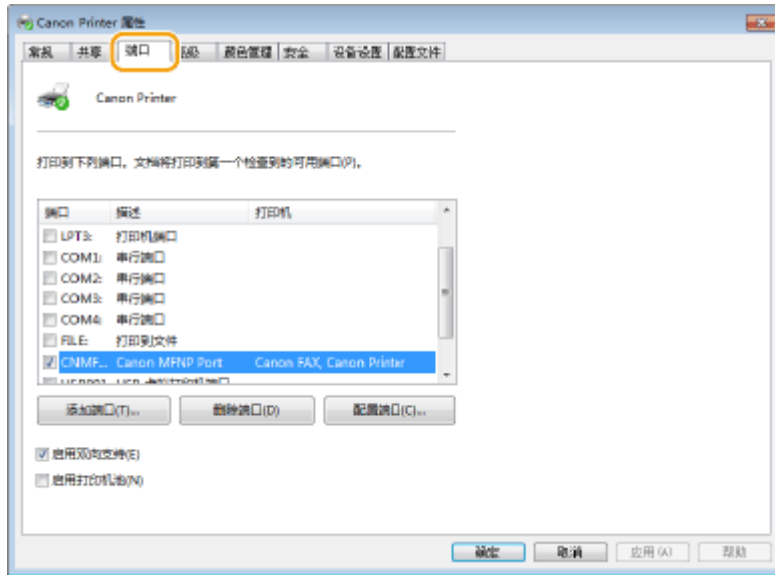 Canon Printer 属性
常规 共享 端口 高级 颜色管理 安全 设备设置 配置文件
Canon Printer
打印到下列端口。文档将打印到第一个检查到的可用端口(P)。
端口 描述 打印机
LPT3: 打印机端口
COM1: 串行端口
COM2: 串行端口
COM3: 串行端口
COM4: 串行端口
FILE: 打印到文件
CNMF... Canon MFNP Port Canon FAX, Canon Printer
添加端口(T)... 删除端口(D) 配置端口(C)...
启用双向支持(E)
启用打印机池(N)
确定 取消 应用(A) 帮助